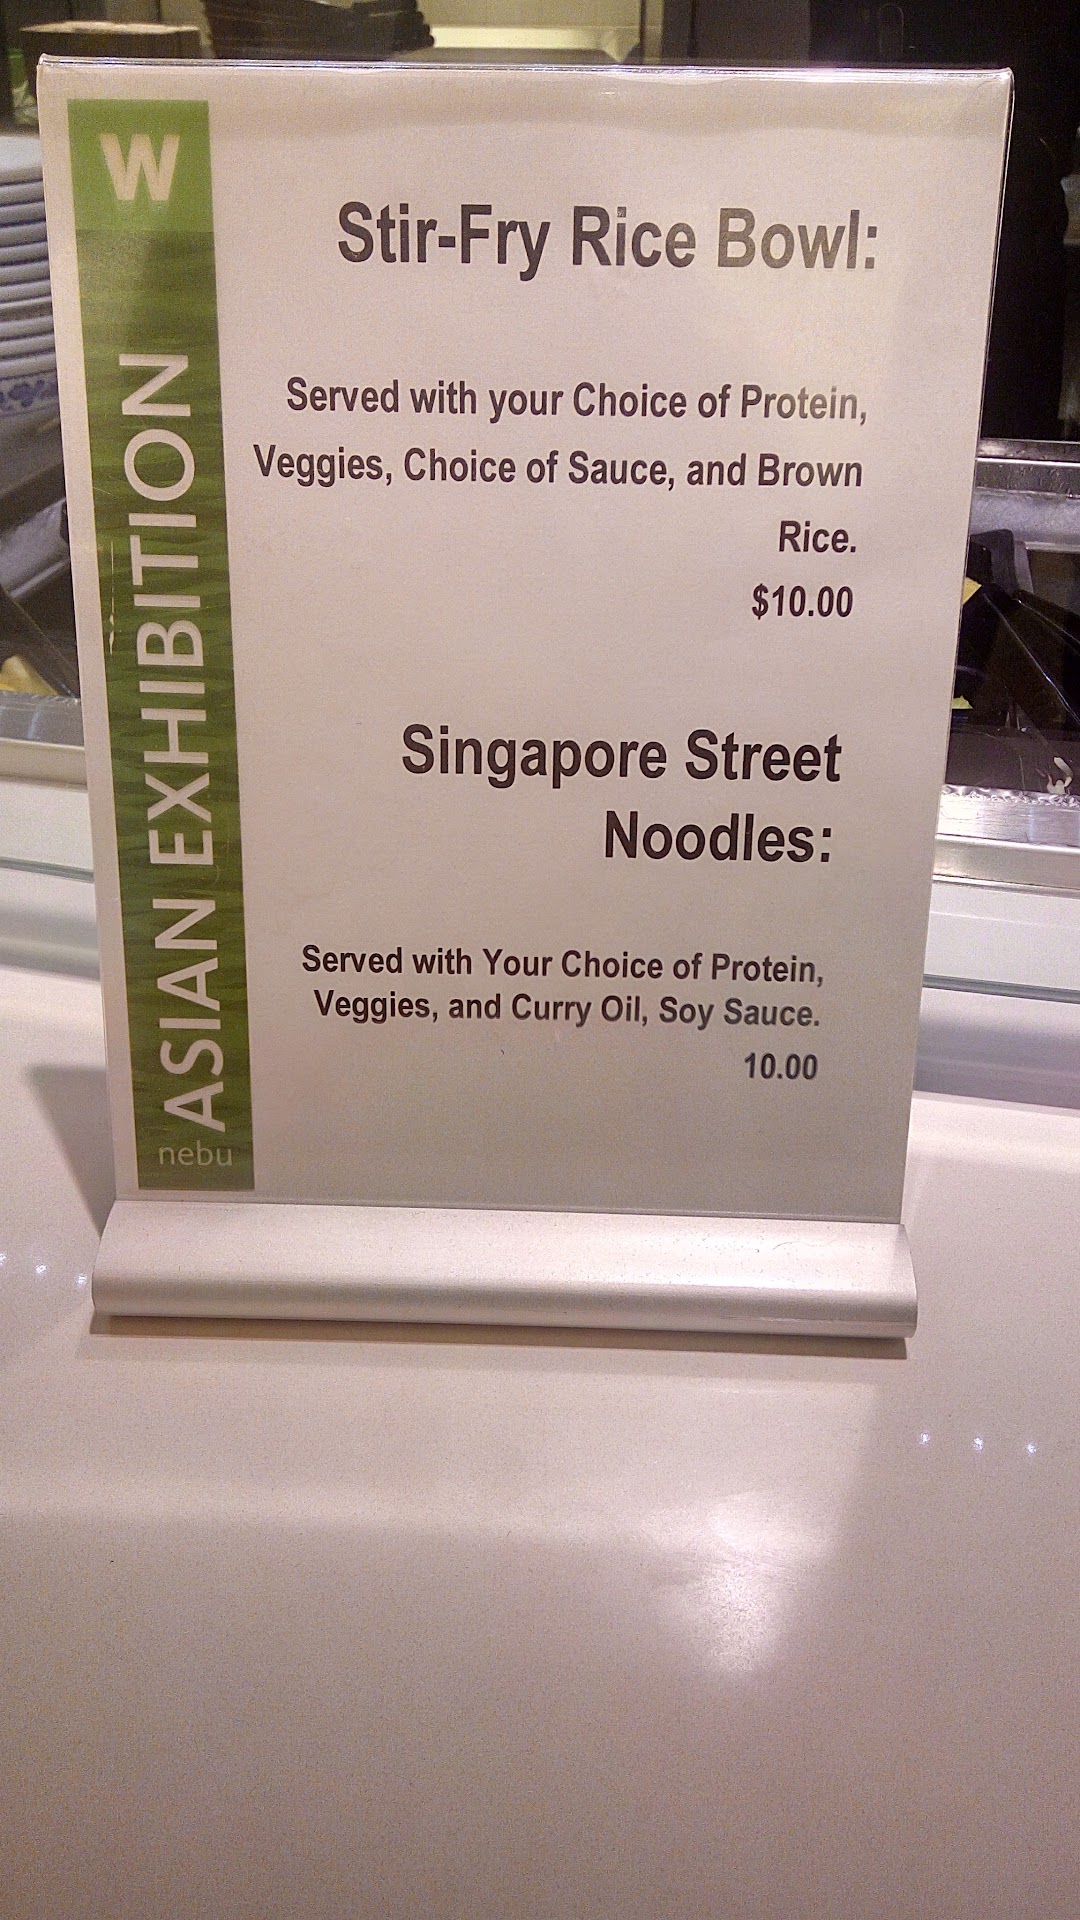 W
ASIAN EXHIBITION
nebu
Stir-Fry Rice Bowl:
Served with your Choice of Protein,
Veggies, Choice of Sauce, and Brown
Rice.
$10.00
Singapore Street
Noodles:
Served with Your Choice of Protein,
Veggies, and Curry Oil, Soy Sauce.
10.00